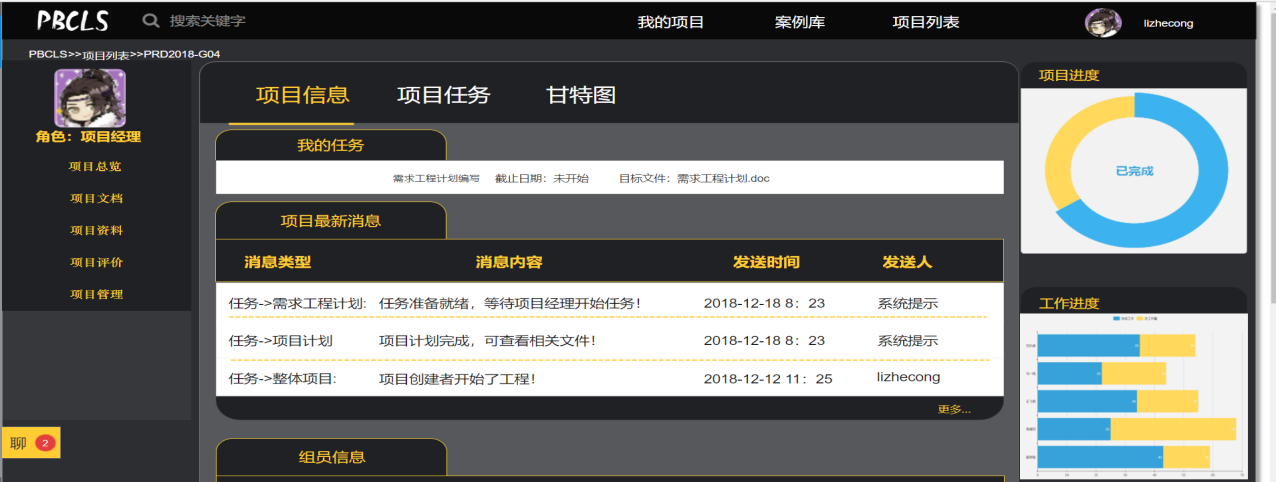 PBCLS 搜索关键字 我的项目 案例库 项目列表 lizhecong
PBCLS>>项目列表>>PRD2018-G04
角色：项目经理
项目总览
项目文档
项目资料
项目评价
项目管理
聊 2
项目信息 项目任务 甘特图
我的任务
需求工程计划编写 截止日期：未开始 目标文件：需求工程计划.doc
项目最新消息
消息类型 消息内容 发送时间 发送人
任务->需求工程计划: 任务准备就绪，等待项目经理开始任务！ 2018-12-18 8：23 系统提示
任务->项目计划 项目计划完成，可查看相关文件！ 2018-12-18 8：23 系统提示
任务->整体项目: 项目创建者开始了工程！ 2018-12-12 11：25 lizhecong
更多...
组员信息
项目进度
已完成
工作进度